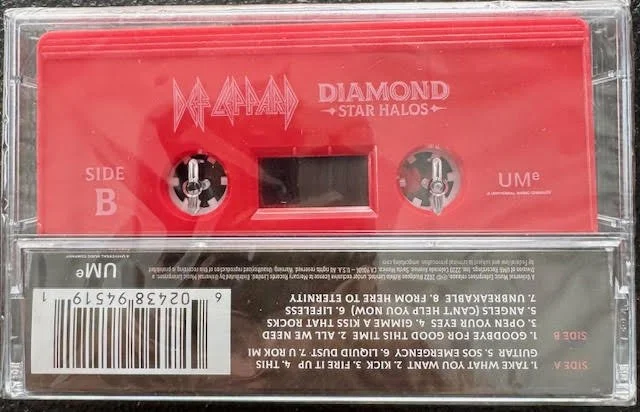 DEF LEPPARD
DIAMOND
STAR HALOS
SIDE
B
UMe
SIDE A
1. TAKE WHAT YOU WANT 2. KICK 3. FIRE IT UP 4. THIS
GUITAR 5. SOS EMERGENCY 6. LIQUID DUST 7. U ROK MI
SIDE B
1. GOODBYE FOR GOOD THIS TIME 2. ALL WE NEED
3. OPEN YOUR EYES 4. GIMME A KISS THAT ROCKS
5. ANGELS (CAN'T HELP YOU NOW) 6. LIFELESS
7. UNBREAKABLE 8. FROM HERE TO ETERNITY
6 02438 94519 1
UMe
A UNIVERSAL MUSIC COMPANY